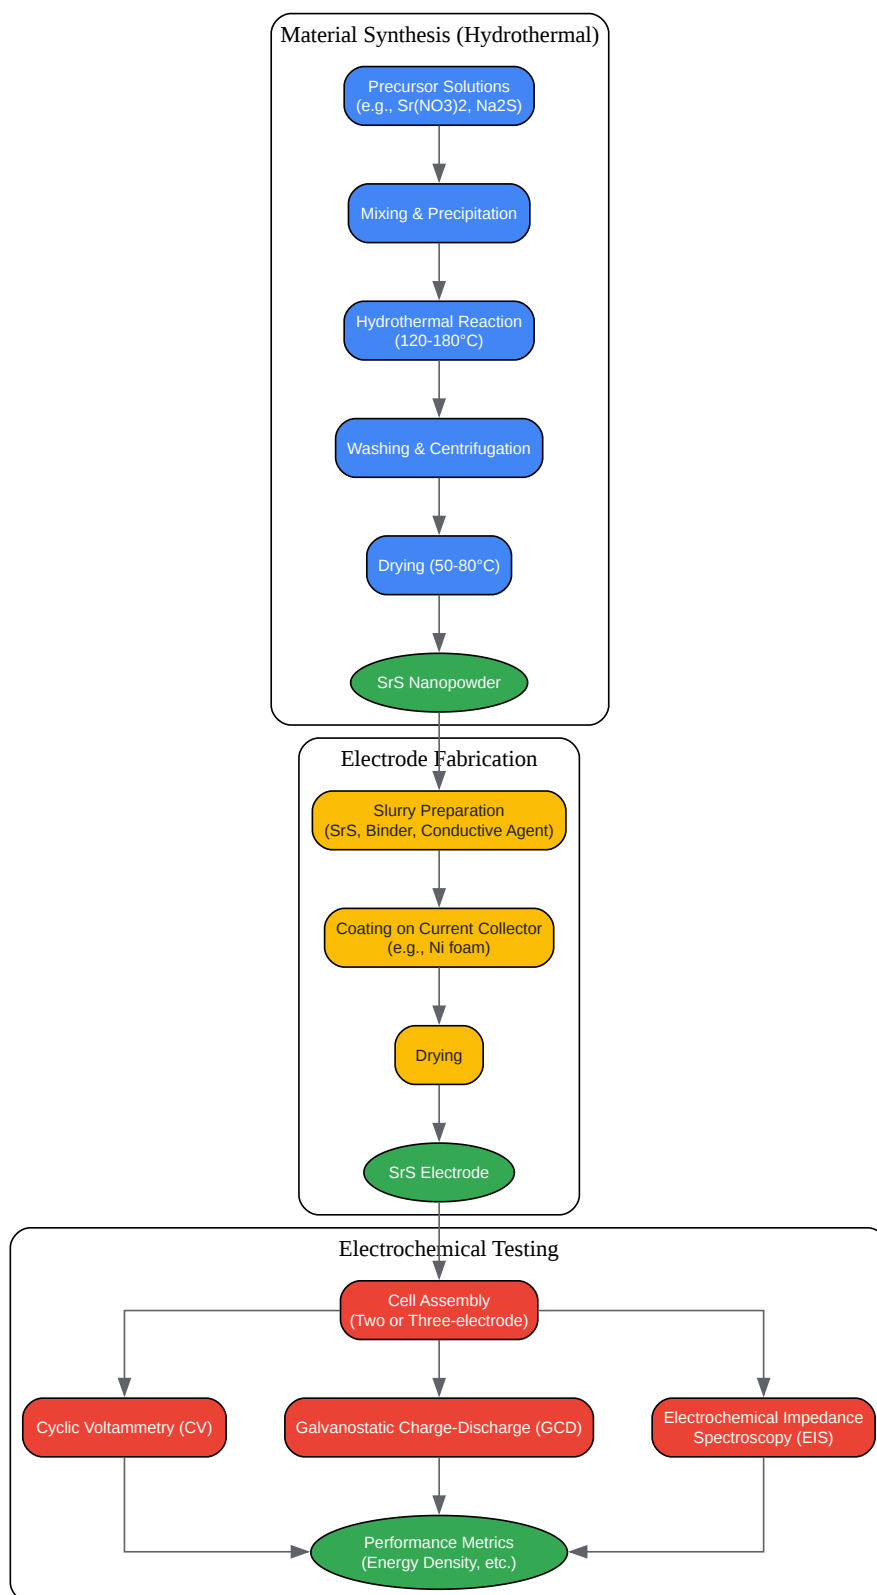 Material Synthesis (Hydrothermal)
Precursor Solutions
(e.g., Sr(NO3)2, Na2S)
Mixing & Precipitation
Hydrothermal Reaction
(120-180°C)
Washing & Centrifugation
Drying (50-80°C)
SrS Nanopowder
Electrode Fabrication
Slurry Preparation
(SrS, Binder, Conductive Agent)
Coating on Current Collector
(e.g., Ni foam)
Drying
SrS Electrode
Electrochemical Testing
Cell Assembly
(Two or Three-electrode)
Cyclic Voltammetry (CV)
Galvanostatic Charge-Discharge (GCD)
Electrochemical Impedance
Spectroscopy (EIS)
Performance Metrics
(Energy Density, etc.)